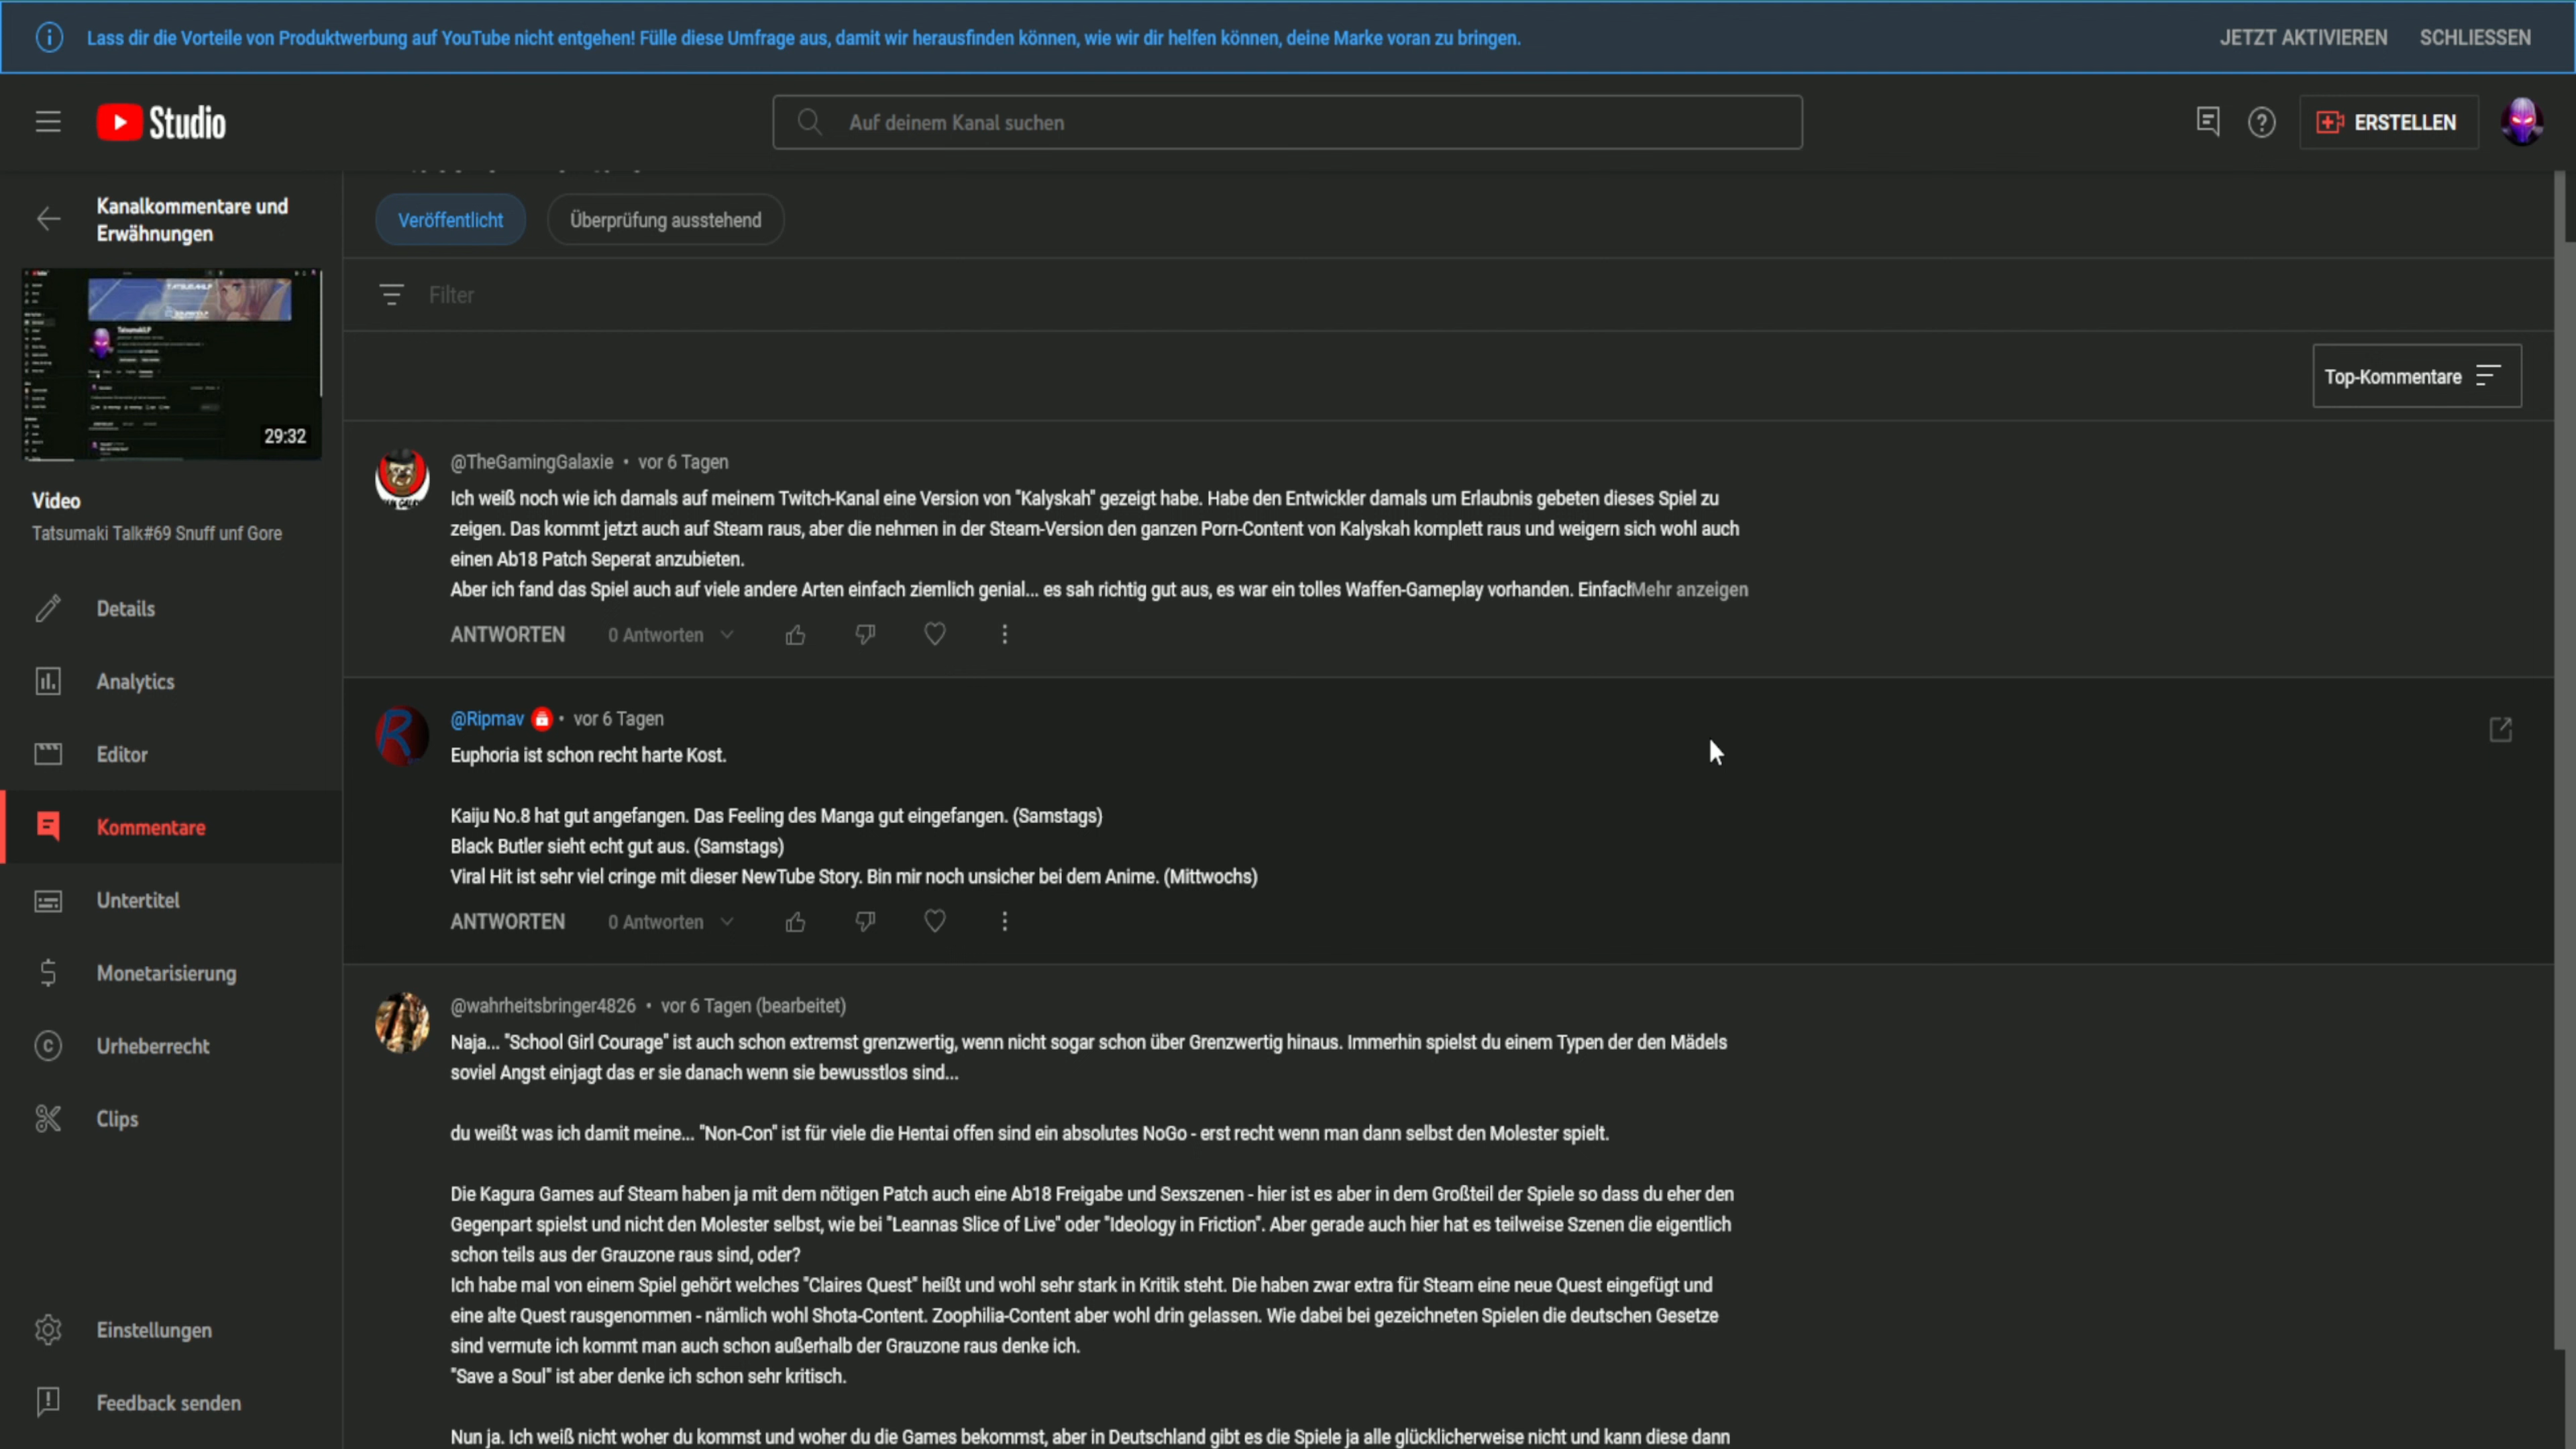 Lass dir die Vorteile von Produktwerbung auf YouTube nicht entgehen! Fülle diese Umfrage aus, damit wir herausfinden können, wie wir dir helfen können, deine Marke voran zu bringen.
JETZT AKTIVIEREN
SCHLIESSEN
Studio
Auf deinem Kanal suchen
ERSTELLEN
Kanalkommentare und
Erwähnungen
29:32
Video
Tatsumaki Talk#69 Snuff unf Gore
Details
Analytics
Editor
Kommentare
Untertitel
Monetarisierung
Urheberrecht
Clips
Einstellungen
Feedback senden
Veröffentlicht
Überprüfung ausstehend
Filter
Top-Kommentare
@TheGamingGalaxie • vor 6 Tagen
Ich weiß noch wie ich damals auf meinem Twitch-Kanal eine Version von "Kalyskah" gezeigt habe. Habe den Entwickler damals um Erlaubnis gebeten dieses Spiel zu
zeigen. Das kommt jetzt auch auf Steam raus, aber die nehmen in der Steam-Version den ganzen Porn-Content von Kalyskah komplett raus und weigern sich wohl auch
einen Ab18 Patch Seperat anzubieten.
Aber ich fand das Spiel auch auf viele andere Arten einfach ziemlich genial... es sah richtig gut aus, es war ein tolles Waffen-Gameplay vorhanden. Einfach Mehr anzeigen
ANTWORTEN
0 Antworten
@Ripmav • vor 6 Tagen
Euphoria ist schon recht harte Kost.
Kaiju No.8 hat gut angefangen. Das Feeling des Manga gut eingefangen. (Samstags)
Black Butler sieht echt gut aus. (Samstags)
Viral Hit ist sehr viel cringe mit dieser NewTube Story. Bin mir noch unsicher bei dem Anime. (Mittwochs)
ANTWORTEN
0 Antworten
@wahrheitsbringer4826 • vor 6 Tagen (bearbeitet)
Naja... "School Girl Courage" ist auch schon extremst grenzwertig, wenn nicht sogar schon über Grenzwertig hinaus. Immerhin spielst du einem Typen der den Mädels
soviel Angst einjagt das er sie danach wenn sie bewusstlos sind...
du weißt was ich damit meine... "Non-Con" ist für viele die Hentai offen sind ein absolutes NoGo - erst recht wenn man dann selbst den Molester spielt.
Die Kagura Games auf Steam haben ja mit dem nötigen Patch auch eine Ab18 Freigabe und Sexszenen - hier ist es aber in dem Großteil der Spiele so dass du eher den
Gegenpart spielst und nicht den Molester selbst, wie bei "Leannas Slice of Live" oder "Ideology in Friction". Aber gerade auch hier hat es teilweise Szenen die eigentlich
schon teils aus der Grauzone raus sind, oder?
Ich habe mal von einem Spiel gehört welches "Claires Quest" heißt und wohl sehr stark in Kritik steht. Die haben zwar extra für Steam eine neue Quest eingefügt und
eine alte Quest rausgenommen - nämlich wohl Shota-Content. Zoophilia-Content aber wohl drin gelassen. Wie dabei bei gezeichneten Spielen die deutschen Gesetze
sind vermute ich kommt man auch schon außerhalb der Grauzone raus denke ich.
"Save a Soul" ist aber denke ich schon sehr kritisch.
Nun ja. Ich weiß nicht woher du kommst und woher du die Games bekommst, aber in Deutschland gibt es die Spiele ja alle glücklicherweise nicht und kann diese dann